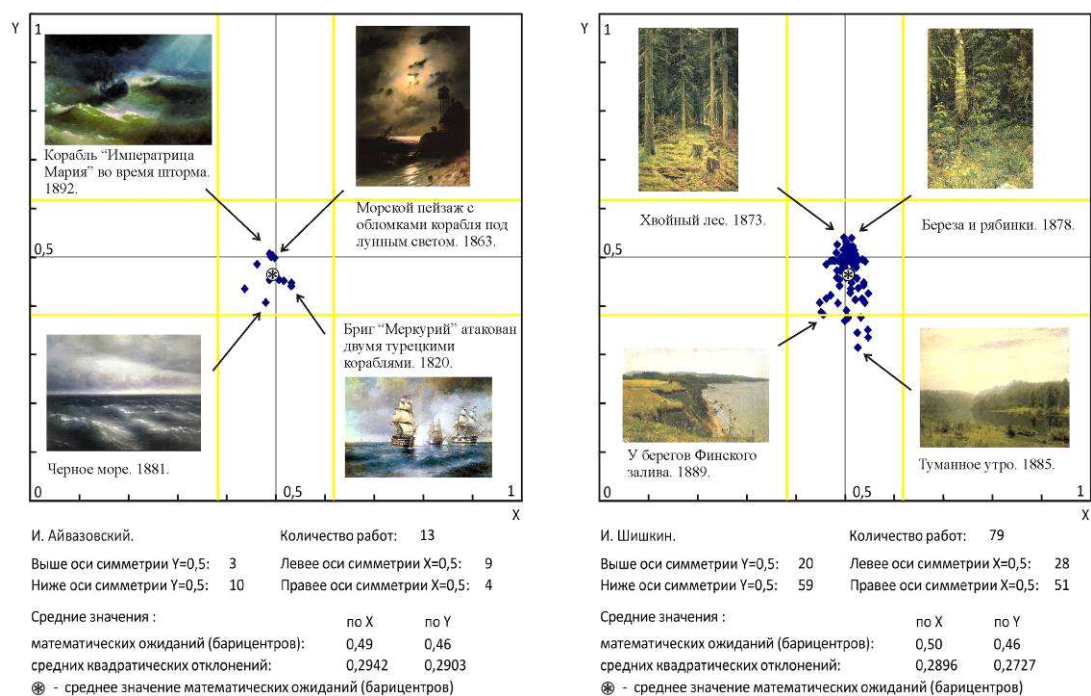 Y
1
Корабль “Императрица
Мария” во время шторма.
1892.
Морской пейзаж с
обломками корабля под
лунным светом. 1863.
0,5
Бриг “Меркурий” атакован
двумя турецкими
кораблями. 1820.
Черное море. 1881.
0
0,5
1
X
И. Айвазовский.
Количество работ: 13
Выше оси симметрии Y=0,5: 3
Левее оси симметрии X=0,5: 9
Ниже оси симметрии Y=0,5: 10
Правее оси симметрии X=0,5: 4
Средние значения :
по X
по Y
математических ожиданий (барицентров): 0,49 0,46
средних квадратических отклонений: 0,2942 0,2903
- среднее значение математических ожиданий (барицентров)
Y
1
Хвойный лес. 1873.
Береза и рябинки. 1878.
0,5
У берегов Финского
залива. 1889.
Туманное утро. 1885.
0
0,5
1
X
И. Шишкин.
Количество работ: 79
Выше оси симметрии Y=0,5: 20
Левее оси симметрии X=0,5: 28
Ниже оси симметрии Y=0,5: 59
Правее оси симметрии X=0,5: 51
Средние значения :
по X
по Y
математических ожиданий (барицентров): 0,50 0,46
средних квадратических отклонений: 0,2896 0,2727
- среднее значение математических ожиданий (барицентров)